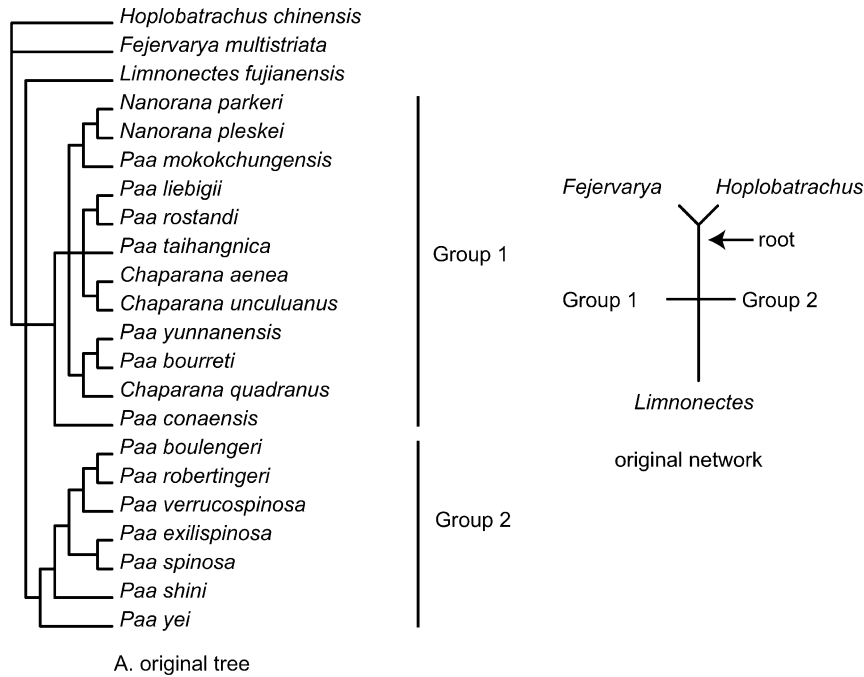 Hoplobatrachus chinensis
Fejervarya multistriata
Limnonectes fujianensis
Nanorana parkeri
Nanorana pleskei
Paa mokokchungensis
Paa liebigii
Paa rostandi
Paa taihangnica
Chaparana aenea
Chaparana unculuanus
Paa yunnanensis
Paa bourreti
Chaparana quadranus
Paa conaensis
Paa boulengeri
Paa robertingeri
Paa verrucospinosa
Paa exilispinosa
Paa spinosa
Paa shini
Paa yei
Group 1
Group 2
A. original tree
Fejervarya Hoplobatrachus
root
Group 1 Group 2
Limnonectes
original network